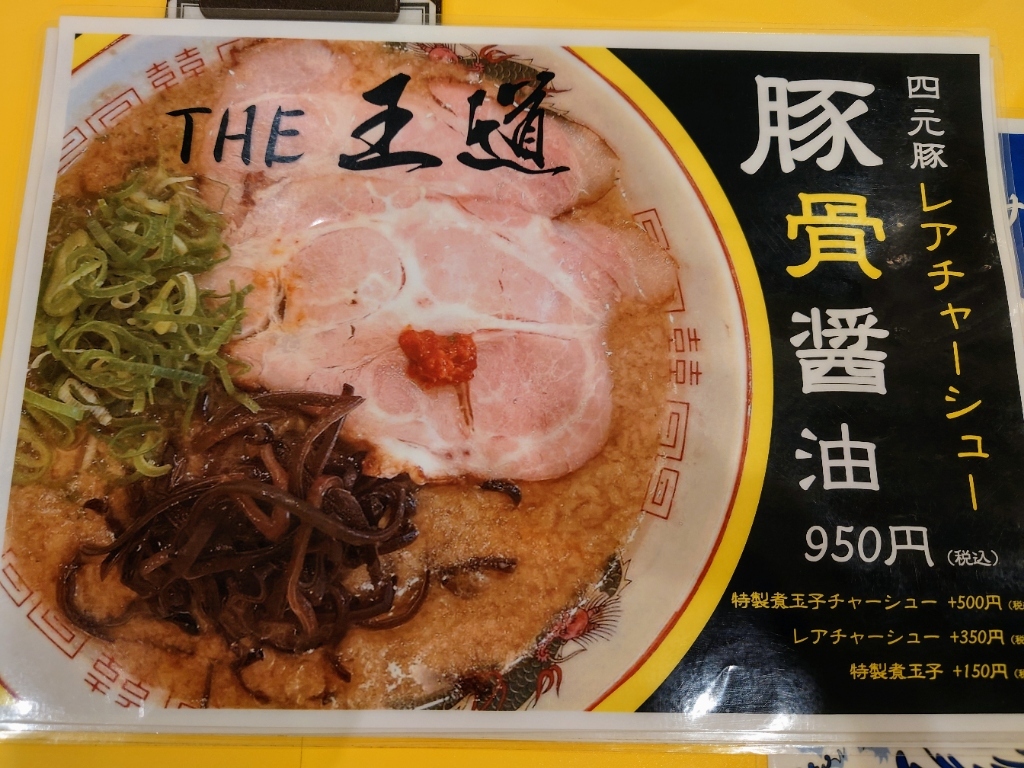 THE 王道
四元豚レアチャーシュー
豚骨醤油
950円(税込)
特製煮玉子チャーシュー +500円
レアチャーシュー +350円
特製煮玉子 +150円